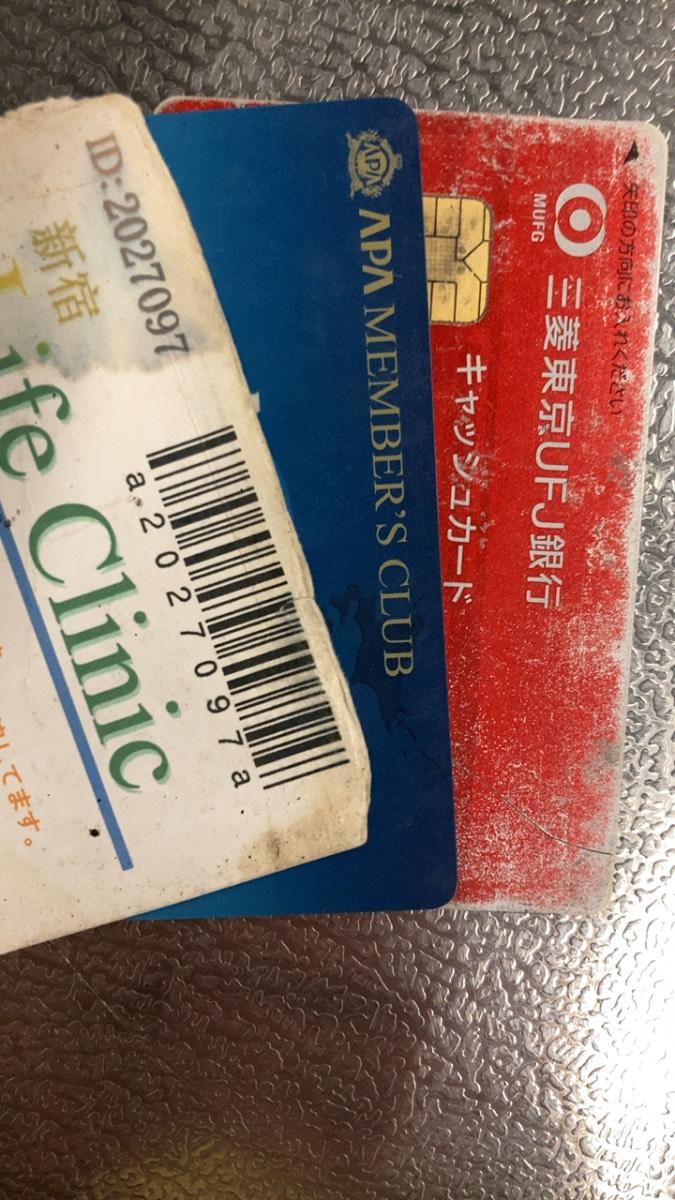 ID:2027097
新宿
ife Clinic
a2027097a
してます。
APA
APA MEMBER'S CLUB
矢印の方向にお入れください
MUFG
三菱東京UFJ銀行
キャッシュカード